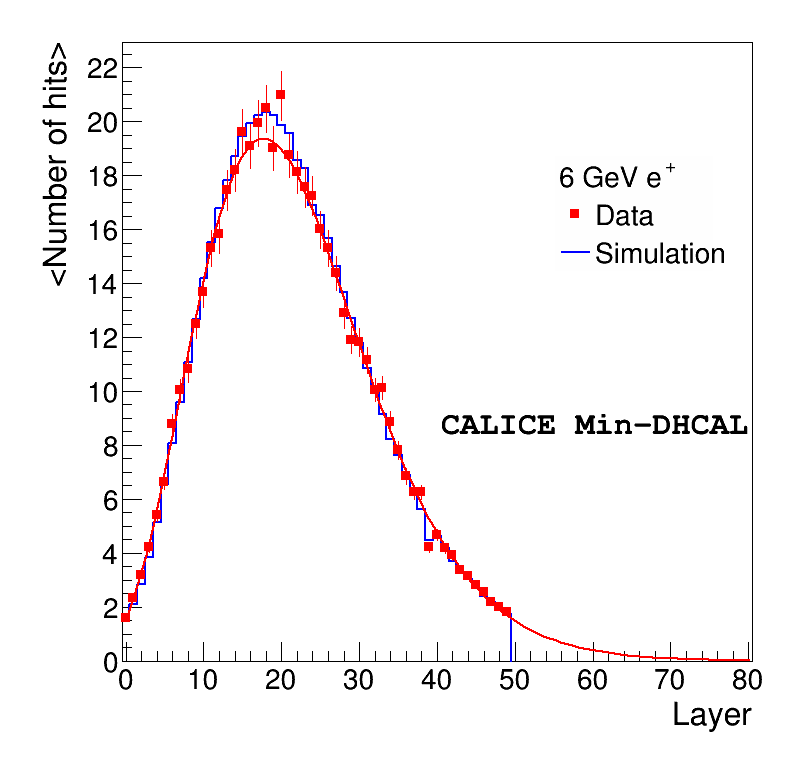 <Number of hits>
22
20
18
16
14
12
10
8
6
4
2
0
6 GeV e⁺
Data
Simulation
CALICE Min-DHCAL
0 10 20 30 40 50 60 70 80
Layer